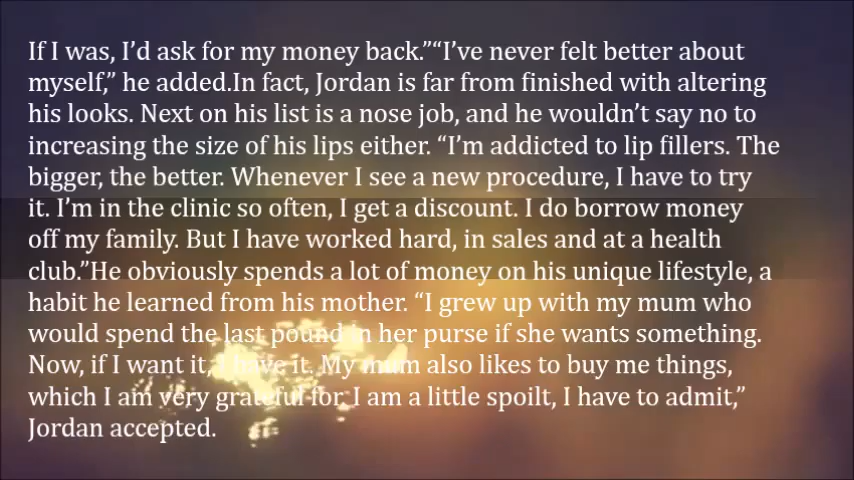 If I was, I’d ask for my money back.”“I’ve never felt better about
myself,” he added.In fact, Jordan is far from finished with altering
his looks. Next on his list is a nose job, and he wouldn’t say no to
increasing the size of his lips either. “I’m addicted to lip fillers. The
bigger, the better. Whenever I see a new procedure, I have to try
it. I’m in the clinic so often, I get a discount. I do borrow money
off my family. But I have worked hard, in sales and at a health
club.”He obviously spends a lot of money on his unique lifestyle, a
habit he learned from his mother. “I grew up with my mum who
would spend the last pound in her purse if she wants something.
Now, if I want it, I have it. My mum also likes to buy me things,
which I am very grateful for. I am a little spoilt, I have to admit,”
Jordan accepted.